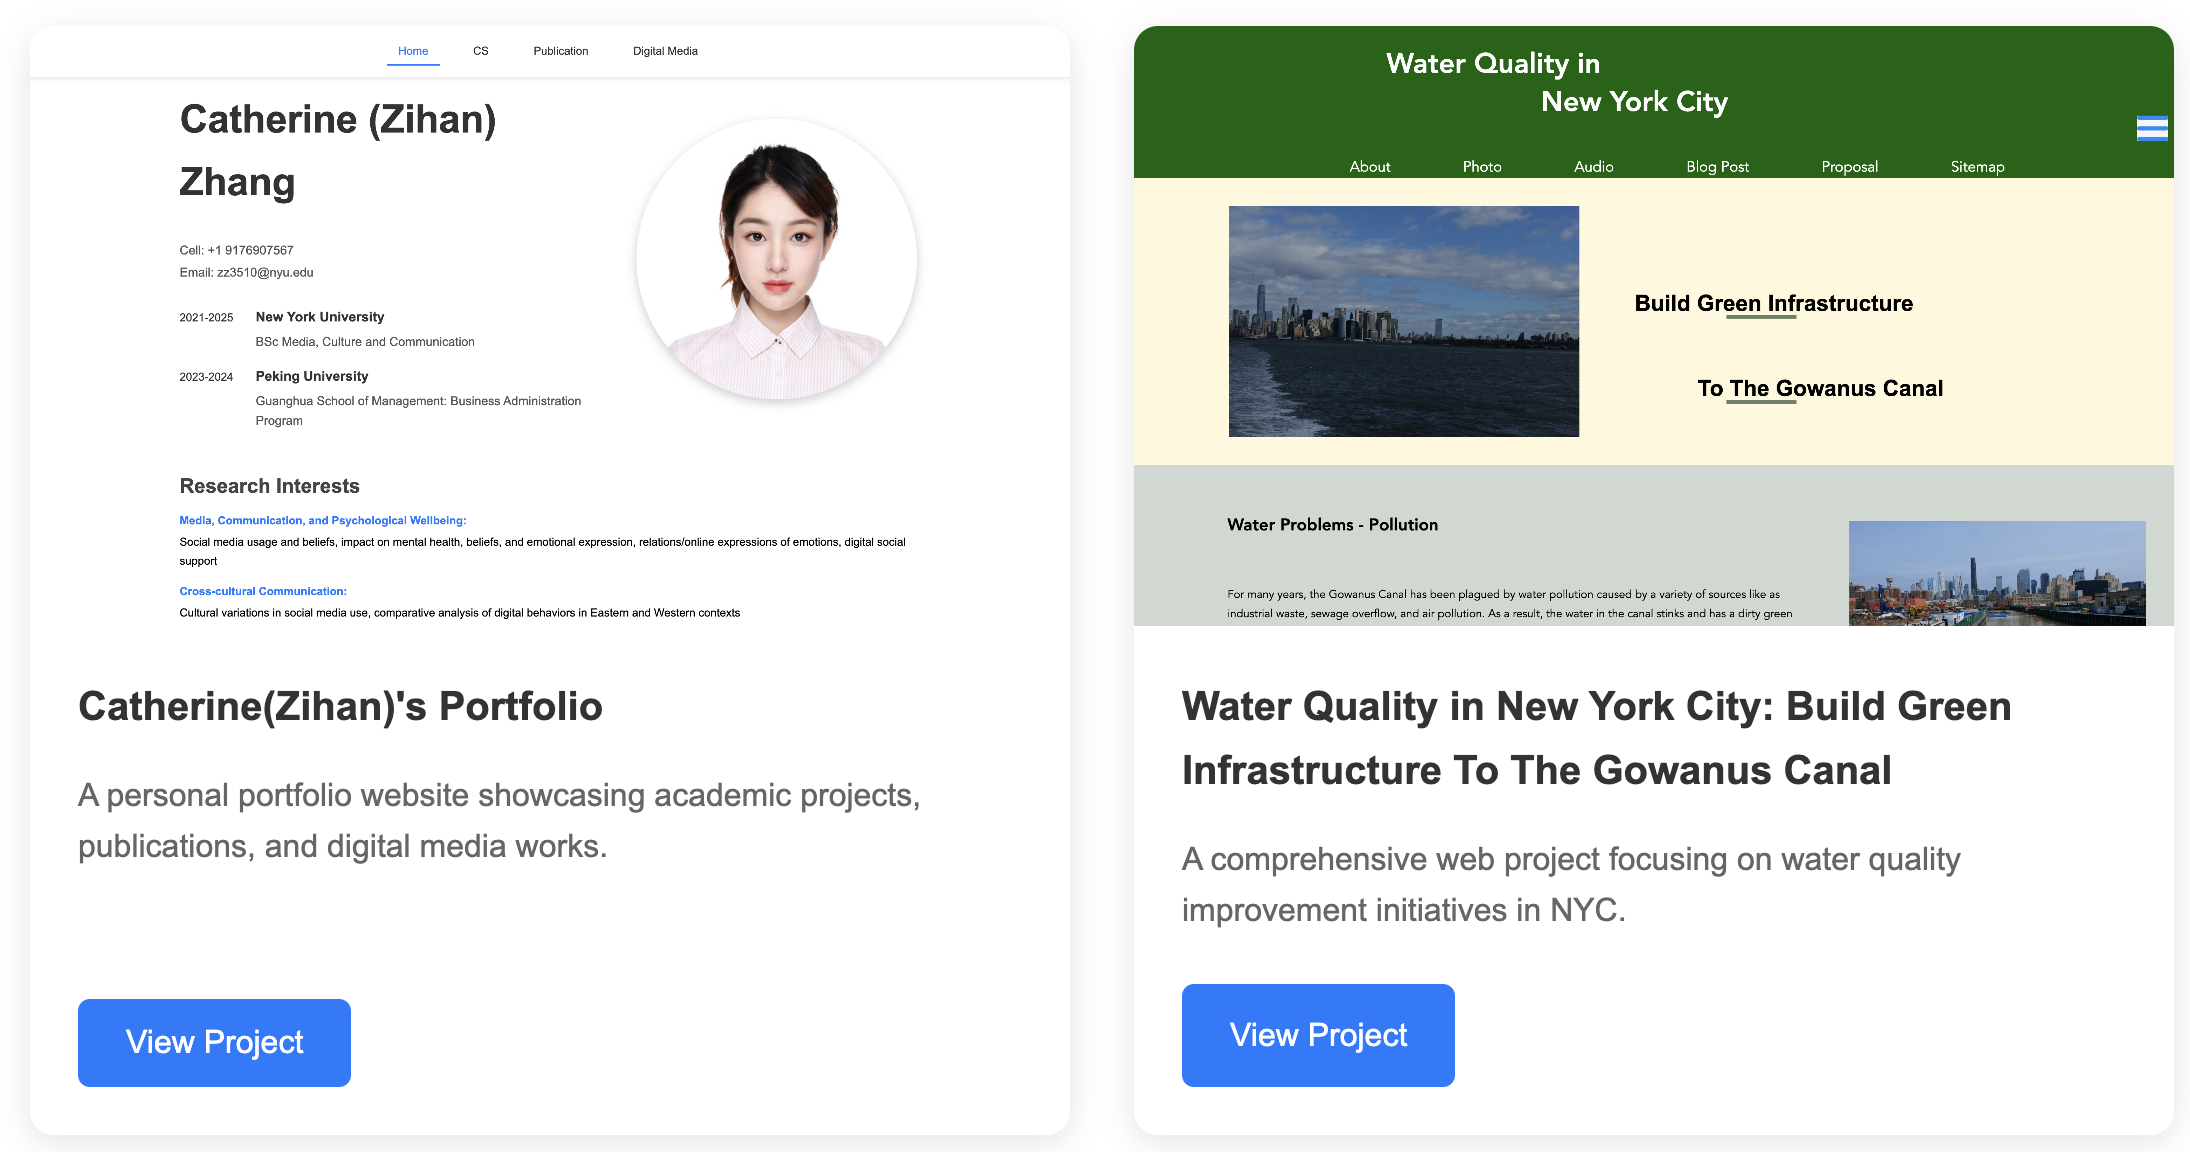 Home CS Publication Digital Media
Catherine (Zihan)
Zhang
Cell: +1 9176907567
Email: zz3510@nyu.edu
2021-2025 New York University
BSc Media, Culture and Communication
2023-2024 Peking University
Guanghua School of Management: Business Administration
Program
Research Interests
Media, Communication, and Psychological Wellbeing:
Social media usage and beliefs, impact on mental health, beliefs, and emotional expression, relations/online expressions of emotions, digital social
support
Cross-cultural Communication:
Cultural variations in social media use, comparative analysis of digital behaviors in Eastern and Western contexts
Catherine(Zihan)'s Portfolio
A personal portfolio website showcasing academic projects,
publications, and digital media works.
View Project
Water Quality in
New York City
About Photo Audio Blog Post Proposal Sitemap
Build Green Infrastructure
To The Gowanus Canal
Water Problems - Pollution
For many years, the Gowanus Canal has been plagued by water pollution caused by a variety of sources like as
industrial waste, sewage overflow, and air pollution. As a result, the water in the canal stinks and has a dirty green
Water Quality in New York City: Build Green
Infrastructure To The Gowanus Canal
A comprehensive web project focusing on water quality
improvement initiatives in NYC.
View Project